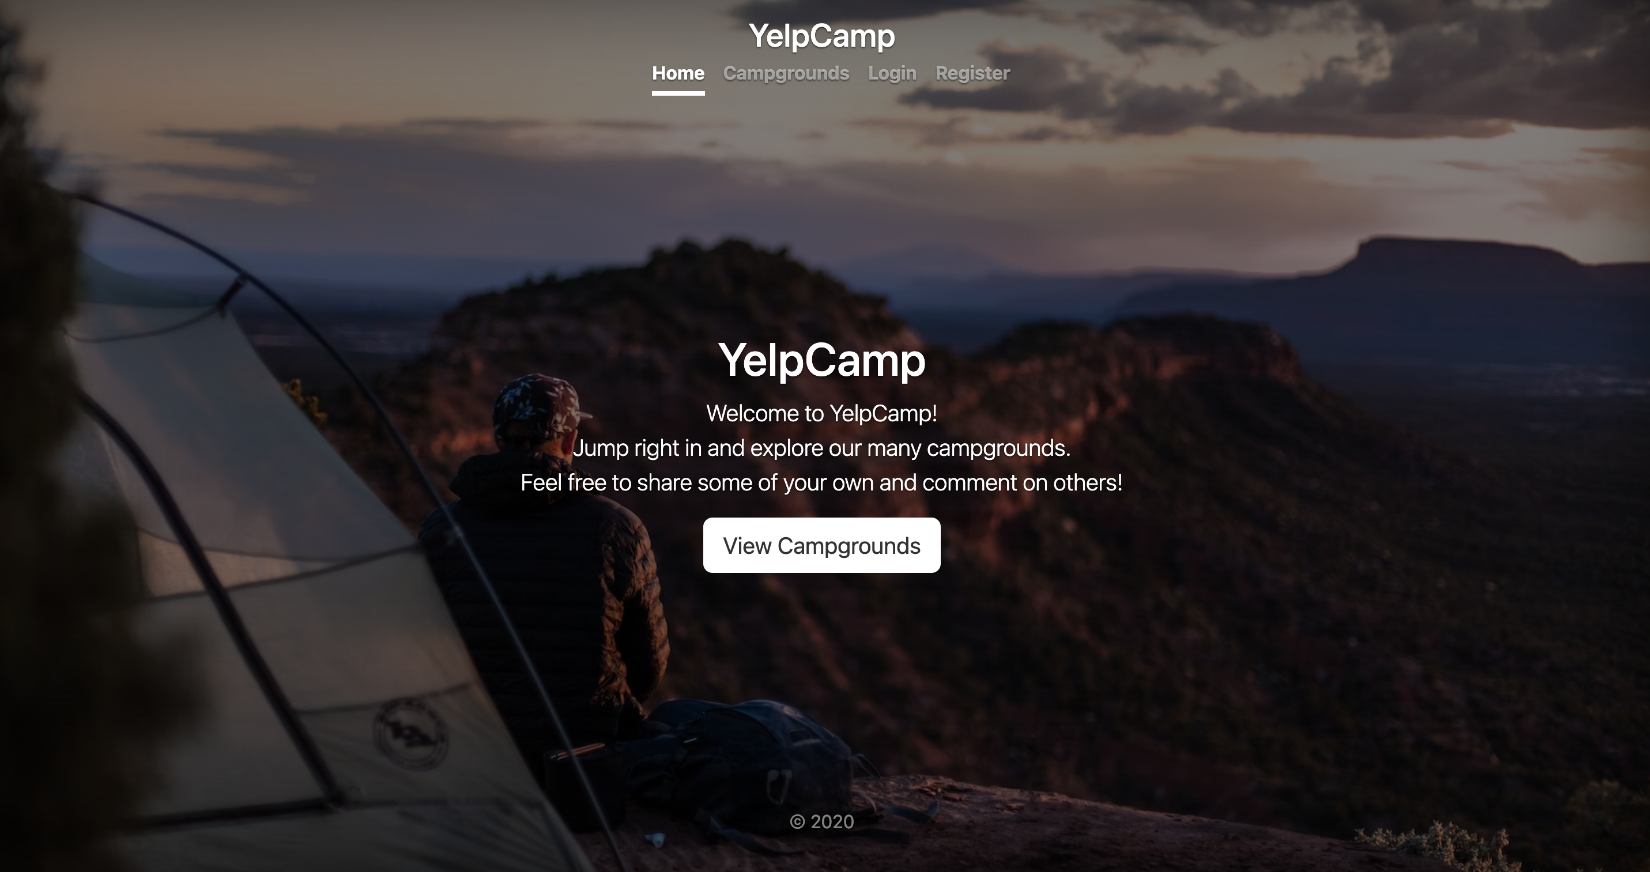 YelpCamp
Home Campgrounds Login Register
YelpCamp
Welcome to YelpCamp!
Jump right in and explore our many campgrounds.
Feel free to share some of your own and comment on others!
View Campgrounds
© 2020